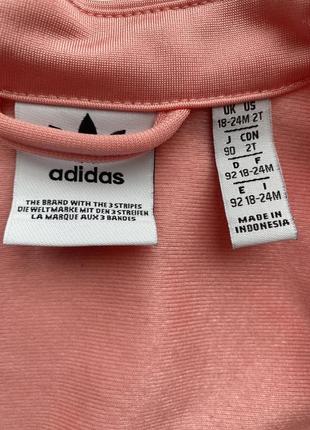 adidas
THE BRAND WITH THE 3 STRIPES
DIE WELTMARKE MIT DEN 3 STREIFEN
LA MARQUE AUX 3 BANDES
UK US
18-24M 2T
J CDN
90 2T
D F
92 18-24M
E I
92 18-24M
MADE IN
INDONESIA